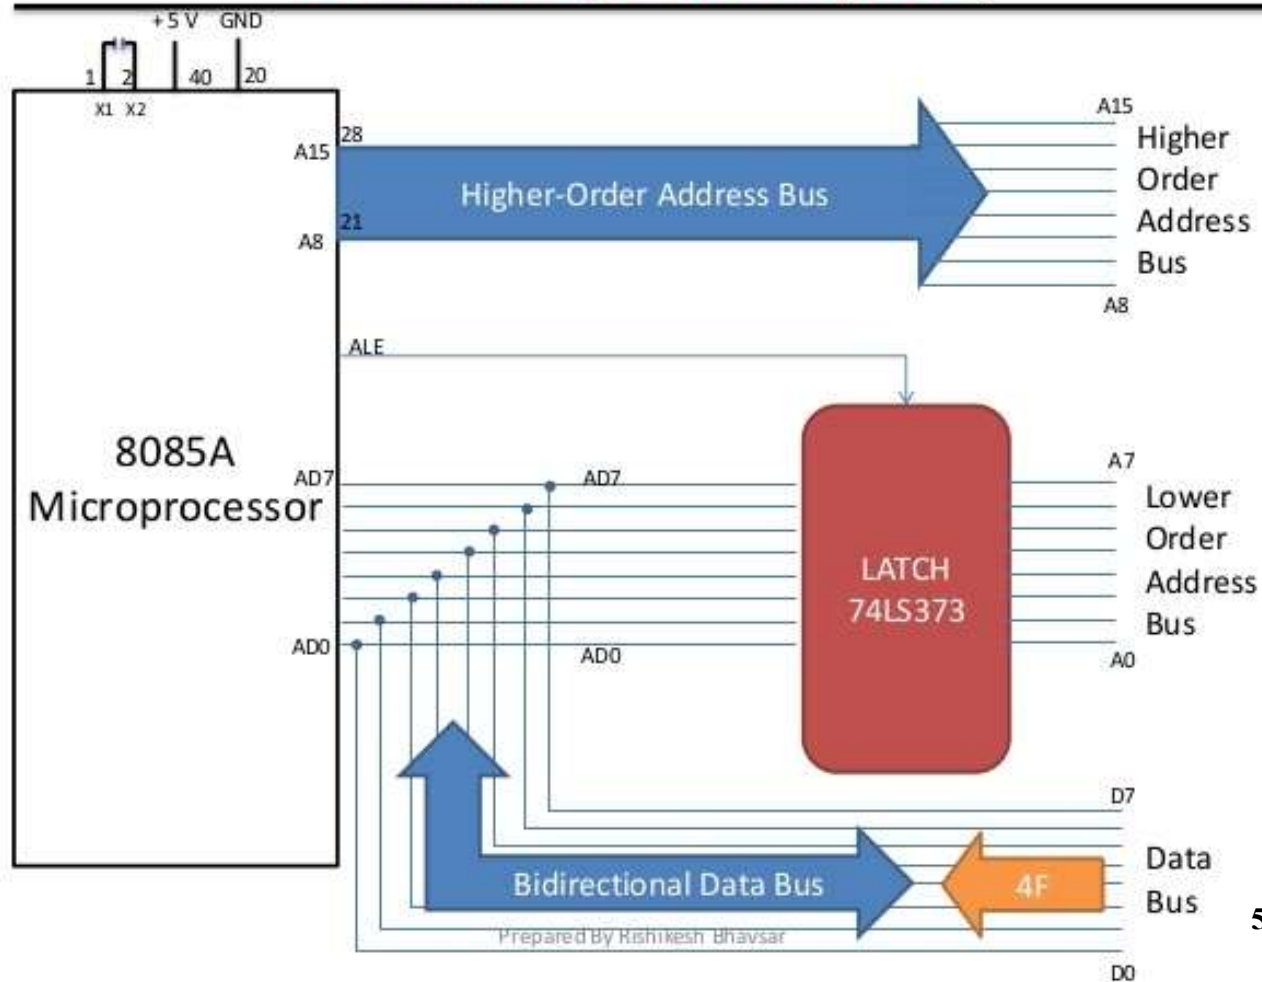 +5 V GND
1 2 40 20
X1 X2
28
A15
Higher-Order Address Bus
21
A8
A15
Higher
Order
Address
Bus
A8
ALE
8085A
Microprocessor
AD7
AD7
AD0
AD0
LATCH
74LS373
A7
Lower
Order
Address
Bus
A0
D7
Data
Bus
D0
Bidirectional Data Bus
4F
Prepared By Rishikesh Bhavsar
5